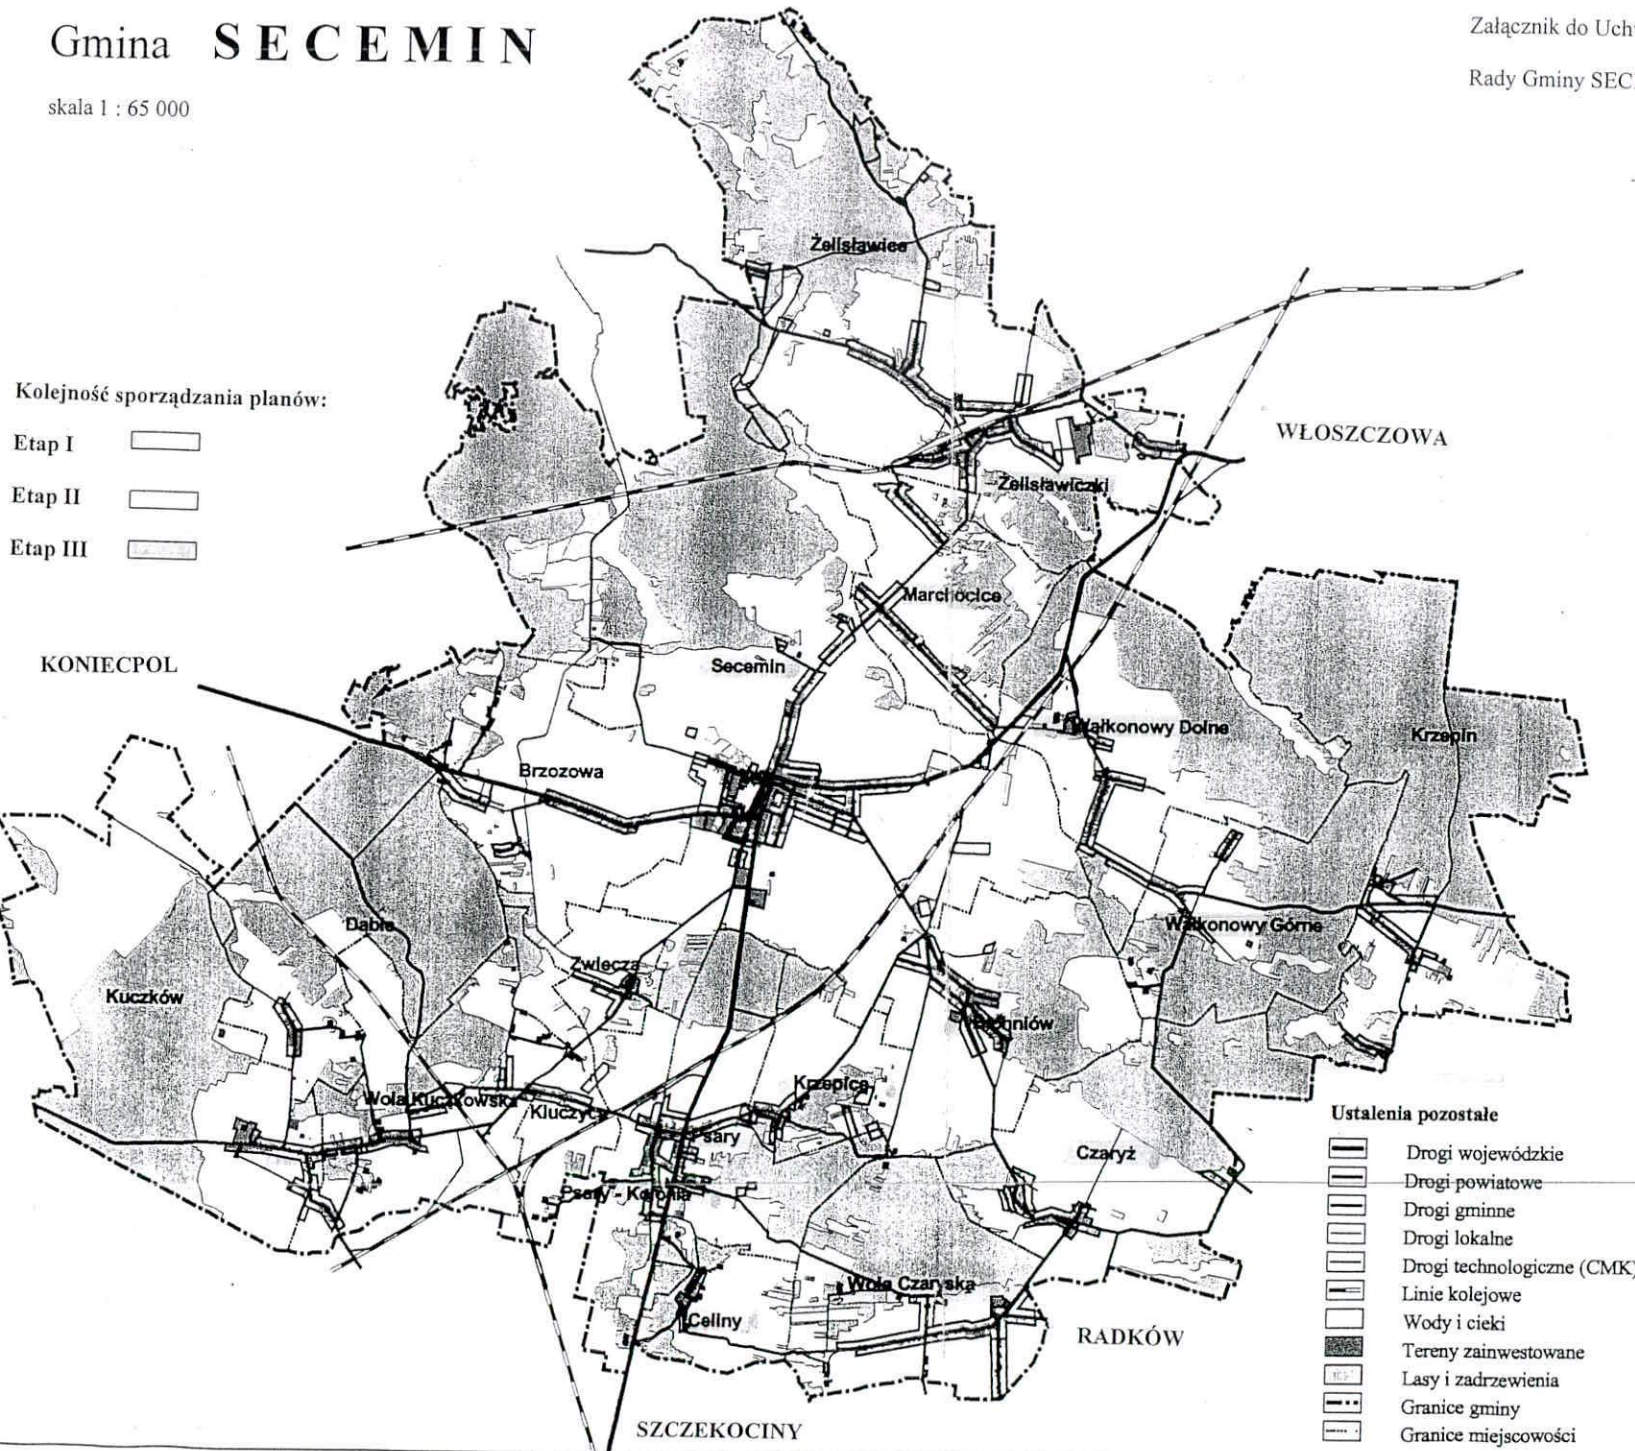 Gmina SECEMIN
skala 1 : 65 000
Załącznik do Uch
Rady Gminy SEC
Kolejność sporządzania planów:
Etap I
Etap II
Etap III
Żelisławice
WŁOSZCZOWA
Żelisławiczki
Marchocice
KONIECPOL
Secemin
Wałkonowy Dolne
Krzepin
Brzozowa
Dąbie
Wałkonowy Górne
Zwlecza
Kuczków
Krzepice
Wola Kuczkowska
Kluczyce
Psary
Czaryż
Psary - Kolonia
Wola Czaryska
Celiny
RADKÓW
SZCZEKOCINY
Ustalenia pozostałe
Drogi wojewódzkie
Drogi powiatowe
Drogi gminne
Drogi lokalne
Drogi technologiczne (CMK)
Linie kolejowe
Wody i cieki
Tereny zainwestowane
Lasy i zadrzewienia
Granice gminy
Granice miejscowości